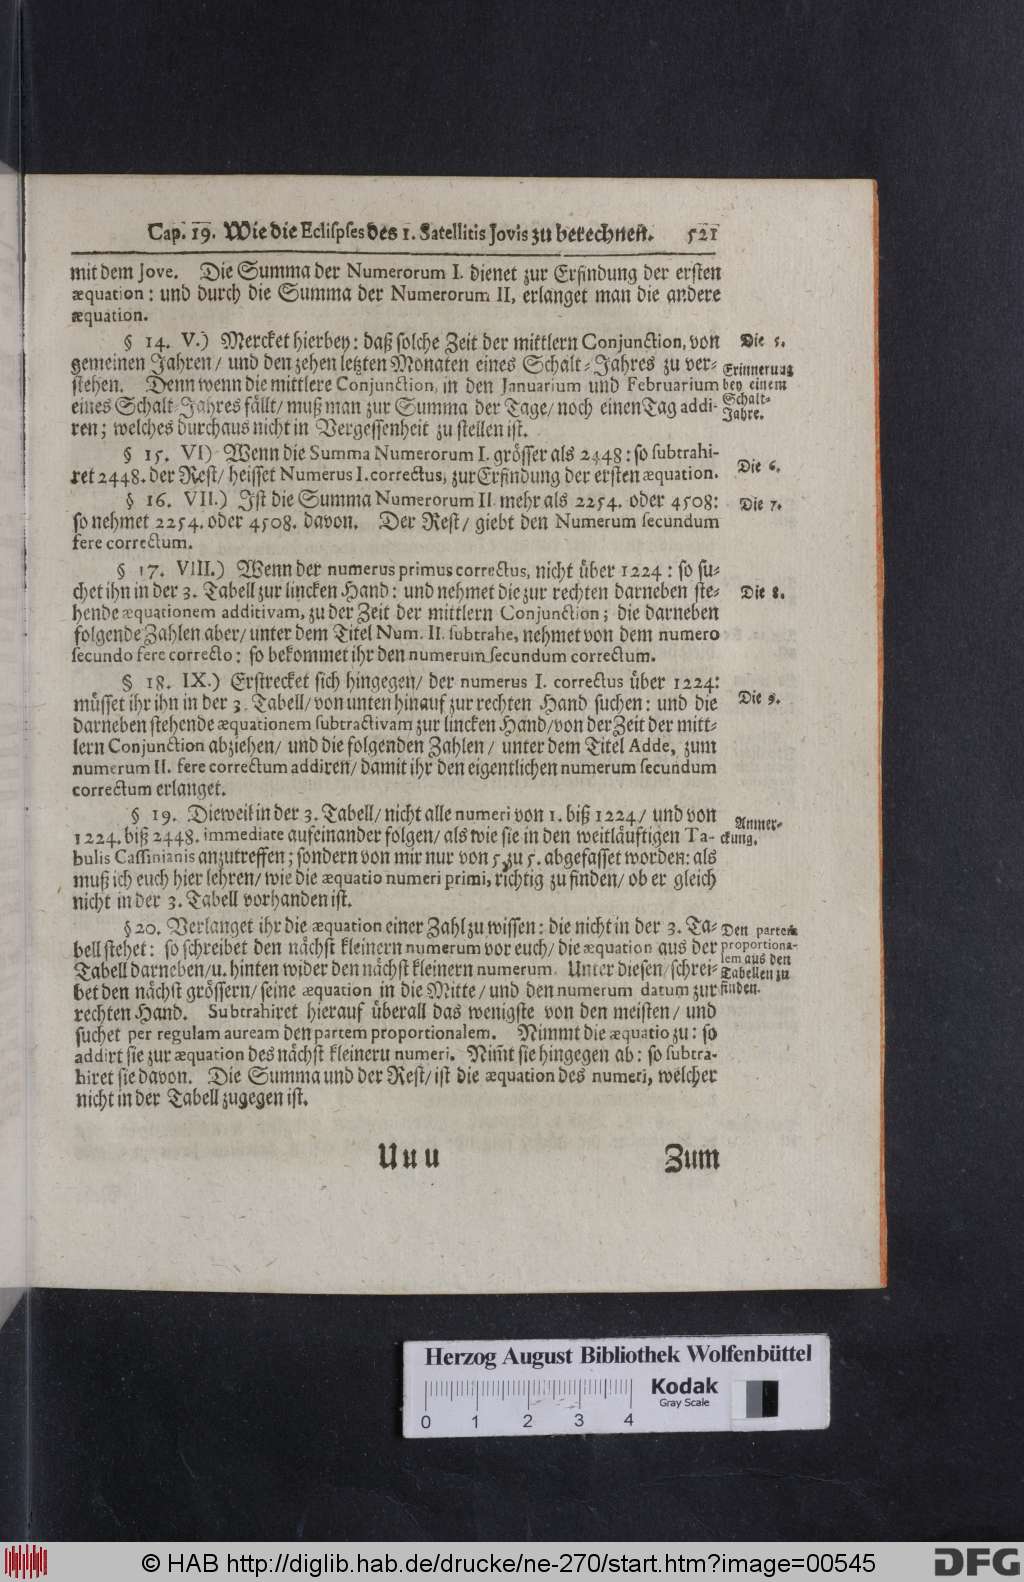 Cap. 19. Wie die Eclispses des 1. Satellitis Jovis zu berechnen. 521
mit dem Jove. Die Summa der Numerorum I. dienet zur Erfindung der ersten
æquation: und durch die Summa der Numerorum II, erlanget man die andere
æquation.
§ 14. V.) Mercket hierbey: daß solche Zeit der mittlern Conjunction, von
gemeinen Jahren/ und den zehen letzten Monaten eines Schalt-Jahres zu ver-
stehen. Denn wenn die mittlere Conjunction, in den Januarium und Februarium
eines Schalt-Jahres fällt/ muß man zur Summa der Tage/ noch einen Tag addi-
ren; welches durchaus nicht in Vergessenheit zu stellen ist.
Die 5.
Erinnerung
bey einem
Schalt-
Jahre.
§ 15. VI) Wenn die Summa Numerorum I. grösser als 2448: so subtrahi-
ret 2448. der Rest/ heisset Numerus I. correctus, zur Erfindung der ersten æquation.
Die 6.
§ 16. VII.) Jst die Summa Numerorum II. mehr als 2254. oder 4508:
so nehmet 2254. oder 4508. davon. Der Rest/ giebt den Numerum secundum
fere correctum.
Die 7.
§ 17. VIII.) Wenn der numerus primus correctus, nicht über 1224: so su-
chet ihn in der 3. Tabell zur lincken Hand: und nehmet die zur rechten darneben ste-
hende æquationem additivam, zu der Zeit der mittlern Conjunction; die darneben
folgende Zahlen aber/ unter dem Titel Num. II. subtrahe, nehmet von dem numero
secundo fere correcto: so bekommet ihr den numerum secundum correctum.
Die 8.
§ 18. IX.) Erstrecket sich hingegen/ der numerus I. correctus über 1224:
müsset ihr ihn in der 3. Tabell/ von unten hinauf zur rechten Hand suchen: und die
darneben stehende æquationem subtractivam zur lincken Hand/ von der Zeit der mitt-
lern Conjunction abziehen/ und die folgenden Zahlen/ unter dem Titel Adde, zum
numerum II. fere correctum addiren/ damit ihr den eigentlichen numerum secundum
correctum erlanget.
Die 9.
§ 19. Dieweil in der 3. Tabell/ nicht alle numeri von 1. biß 1224/ und von
1224. biß 2448. immediate aufeinander folgen/ als wie sie in den weitläuftigen Ta-
bulis Cassinianis anzutreffen; sondern von mir nur von 5. zu 5. abgefasset worden: als
muß ich euch hier lehren/ wie die æquatio numeri primi, richtig zu finden/ ob er gleich
nicht in der 3. Tabell vorhanden ist.
Anmer-
ckung.
§ 20. Verlanget ihr die æquation einer Zahl zu wissen: die nicht in der 3. Ta-
bell stehet: so schreibet den nächst kleinern numerum vor euch/ die æquation aus der
Tabell darneben/ u. hinten wider den nächst kleinern numerum. Unter diesen/ schrei-
bet den nächst grössern/ seine æquation in die Mitte/ und den numerum datum zur
rechten Hand. Subtrahiret hierauf überall das wenigste von den meisten/ und
suchet per regulam auream den partem proportionalem. Nimmt die æquatio zu: so
addirt sie zur æquation des nächst kleinern numeri. Nim̃t sie hingegen ab: so subtra-
hiret sie davon. Die Summa und der Rest/ ist die æquation des numeri, welcher
nicht in der Tabell zugegen ist.
Den partem
proportiona-
lem aus den
Tabellen zu
finden.
Uuu Zum
Herzog August Bibliothek Wolfenbüttel
Kodak
Gray Scale
0 1 2 3 4
© HAB http://diglib.hab.de/drucke/ne-270/start.htm?image=00545
DFG